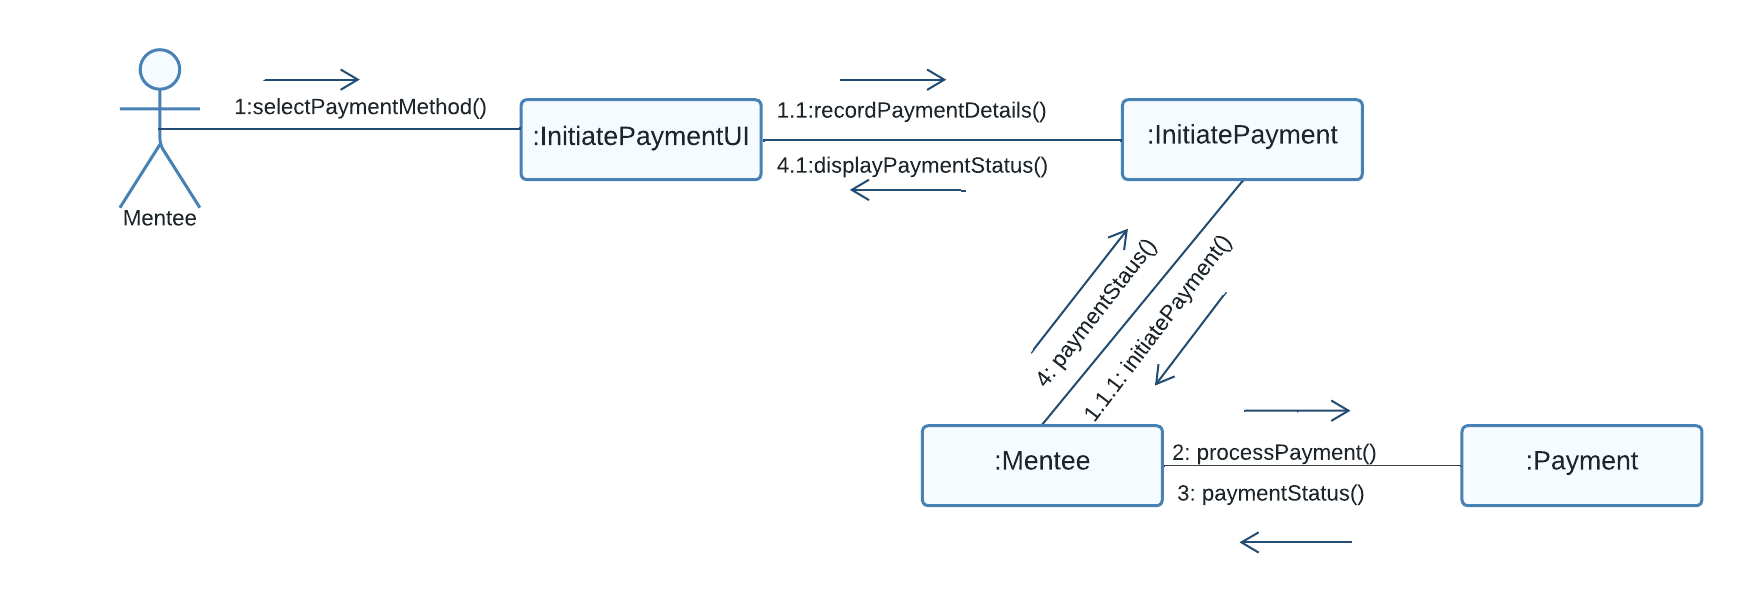 1:selectPaymentMethod()
Mentee
:InitiatePaymentUI
1.1:recordPaymentDetails()
4.1:displayPaymentStatus()
:InitiatePayment
4: paymentStaus()
1.1.1: initiatePayment()
:Mentee
2: processPayment()
3: paymentStatus()
:Payment